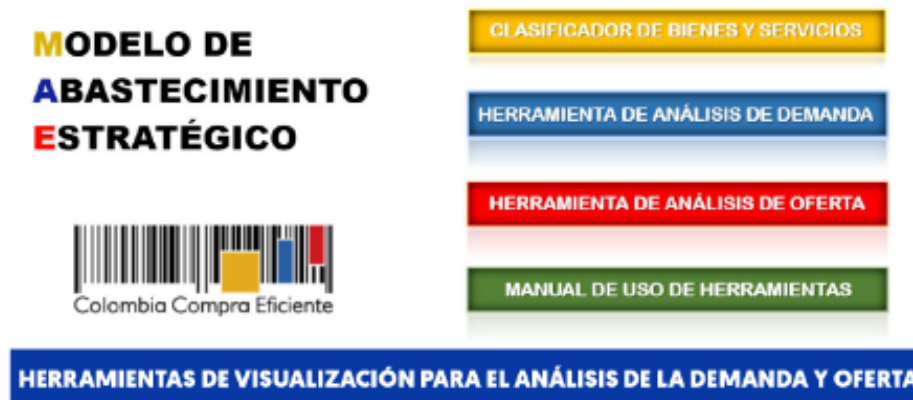 MODELO DE
ABASTECIMIENTO
ESTRATÉGICO
Colombia Compra Eficiente
CLASIFICADOR DE BIENES Y SERVICIOS
HERRAMIENTA DE ANÁLISIS DE DEMANDA
HERRAMIENTA DE ANÁLISIS DE OFERTA
MANUAL DE USO DE HERRAMIENTAS
HERRAMIENTAS DE VISUALIZACIÓN PARA EL ANÁLISIS DE LA DEMANDA Y OFERTA